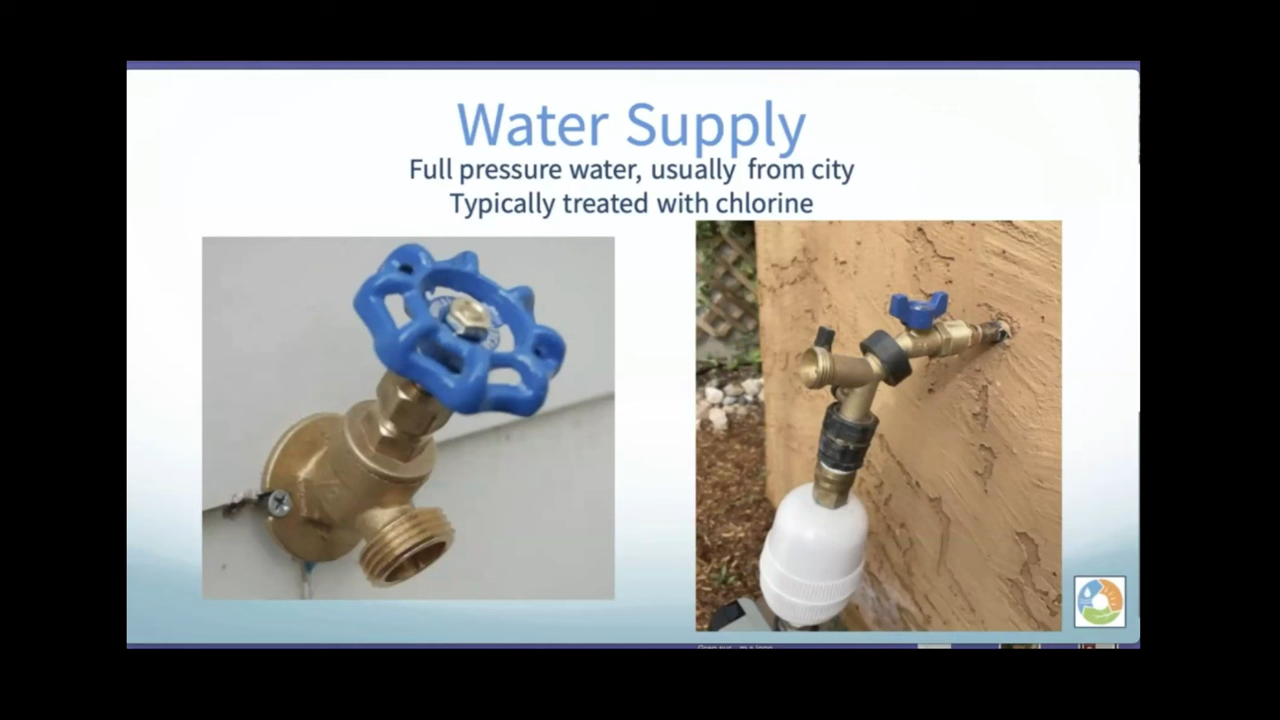 Water Supply
Full pressure water, usually from city
Typically treated with chlorine